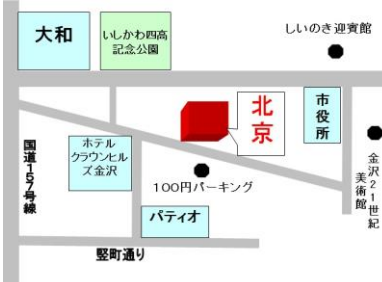 大和
いしかわ四高
記念公園
しいのき迎賓館
北京
市役所
国道157号線
ホテル
クラウンヒル
ズ金沢
100円パーキング
金沢21世紀
美術館
パティオ
竪町通り